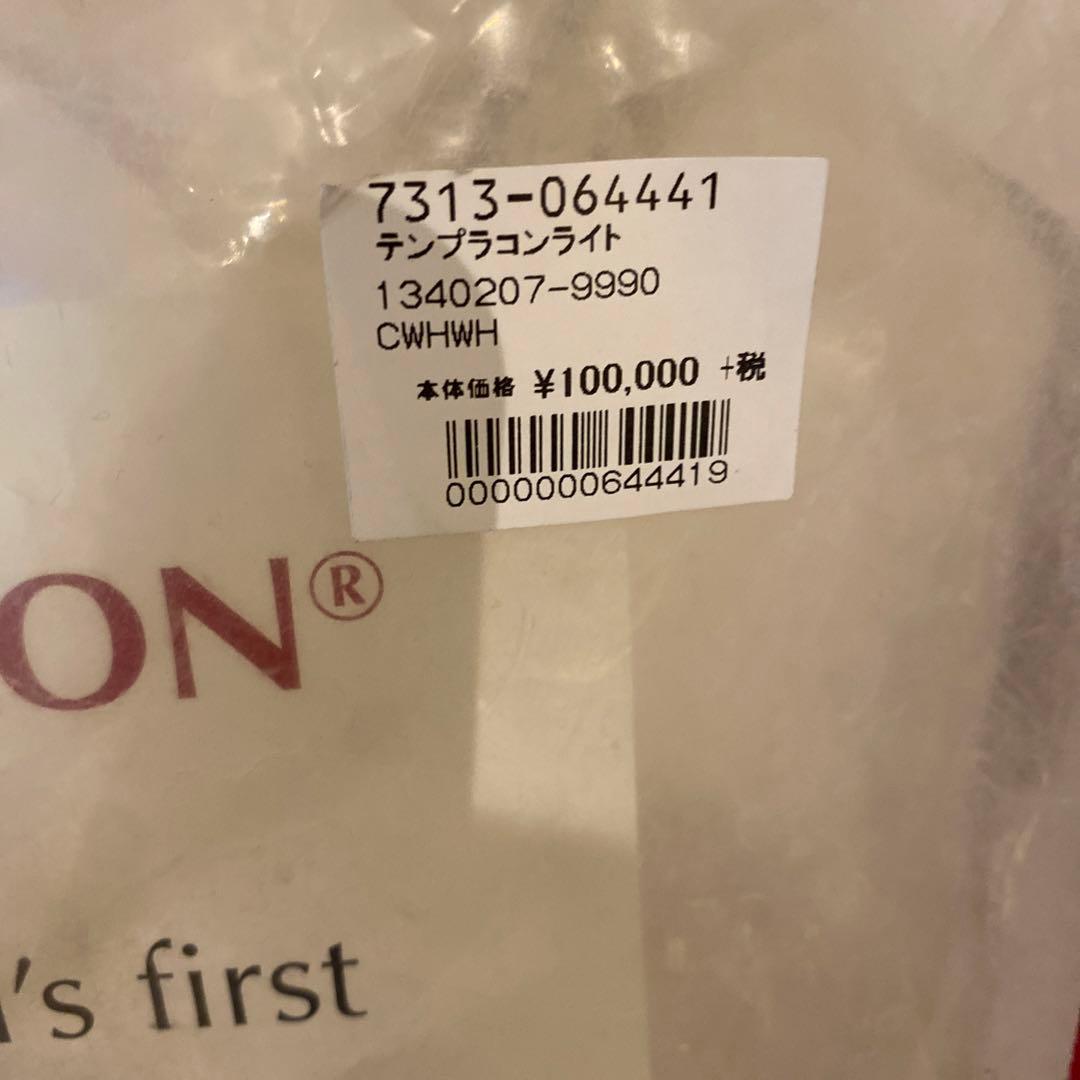 7313-064441
テンプラコンライト
1340207-9990
CWHWH
本体価格 ¥100,000 +税
0000000644419
ON®
's first